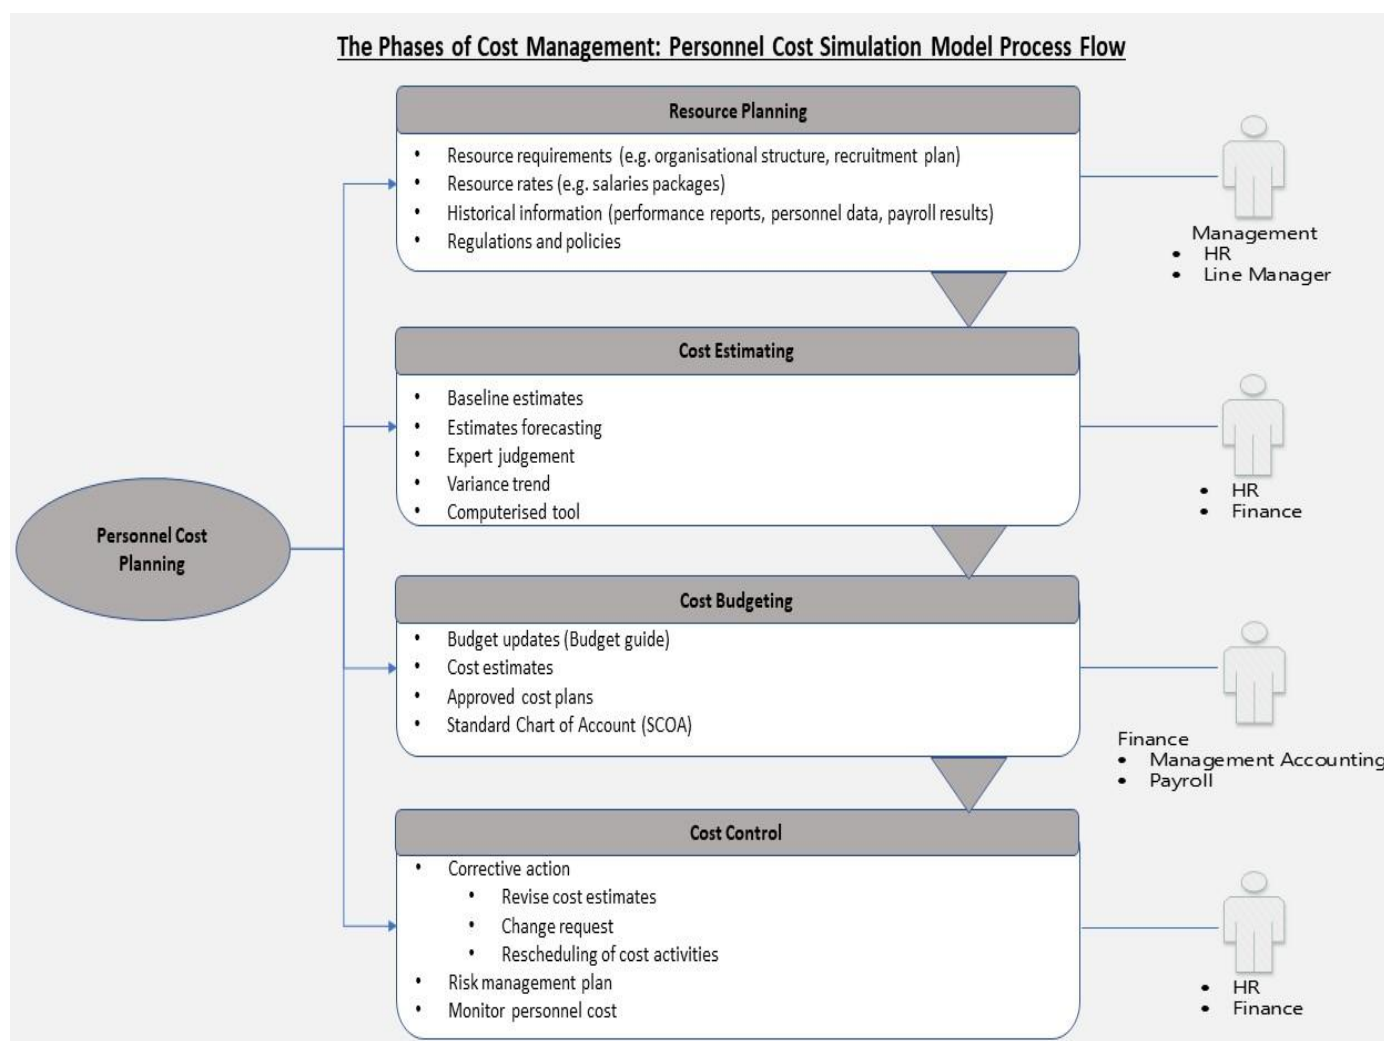 The Phases of Cost Management: Personnel Cost Simulation Model Process Flow
Resource Planning
• Resource requirements (e.g. organisational structure, recruitment plan)
• Resource rates (e.g. salaries packages)
• Historical information (performance reports, personnel data, payroll results)
• Regulations and policies
Management
• HR
• Line Manager
Cost Estimating
• Baseline estimates
• Estimates forecasting
• Expert judgement
• Variance trend
• Computerised tool
• HR
• Finance
Personnel Cost
Planning
Cost Budgeting
• Budget updates (Budget guide)
• Cost estimates
• Approved cost plans
• Standard Chart of Account (SCOA)
Finance
• Management Accounting
• Payroll
Cost Control
• Corrective action
• Revise cost estimates
• Change request
• Rescheduling of cost activities
• Risk management plan
• Monitor personnel cost
• HR
• Finance